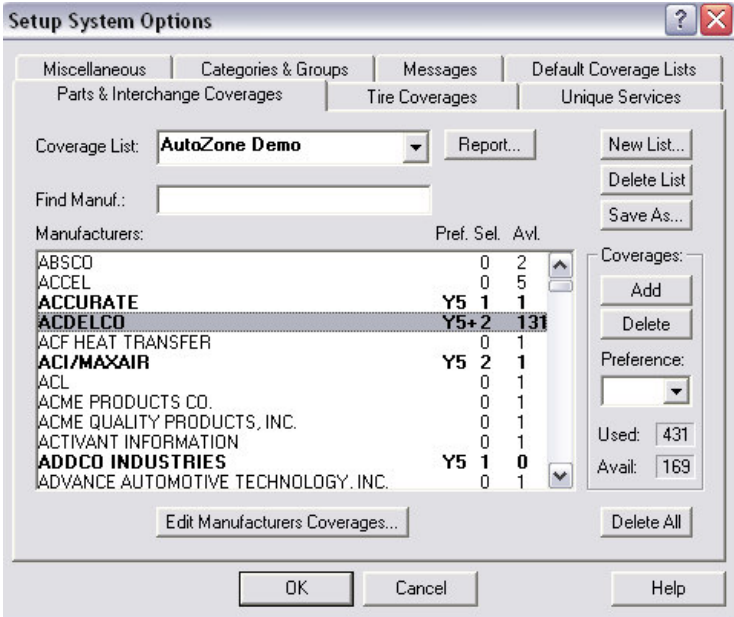 Setup System Options
Miscellaneous Categories & Groups Messages Default Coverage Lists
Parts & Interchange Coverages Tire Coverages Unique Services
Coverage List: AutoZone Demo Report... New List...
Delete List
Find Manuf.: Save As...
Manufacturers: Pref. Sel. Avl.
ABSCO 0 2
ACCEL 0 5
ACCURATE Y5 1 1
ACDELCO Y5+ 2 131
ACF HEAT TRANSFER 0 1
ACI/MAXAIR Y5 2 1
ACL 0 1
ACME PRODUCTS CO. 0 1
ACME QUALITY PRODUCTS, INC. 0 1
ACTIVANT INFORMATION 0 1
ADDCO INDUSTRIES Y5 1 0
ADVANCE AUTOMOTIVE TECHNOLOGY. INC. 0 1
Coverages:
Add
Delete
Preference:
Used: 431
Avail: 169
Edit Manufacturers Coverages... Delete All
OK Cancel Help